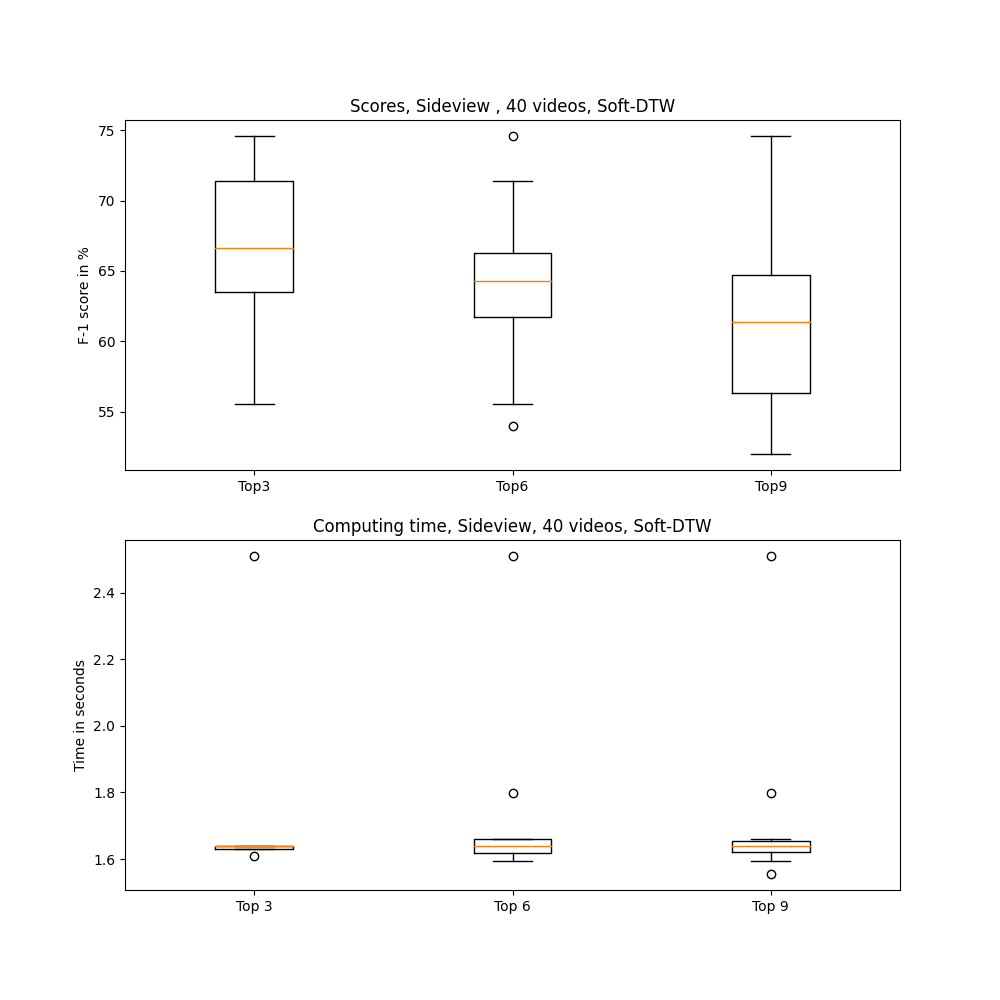 Scores, Sideview , 40 videos, Soft-DTW
75
70
65
60
55
F-1 score in %
Top3 Top6 Top9
Computing time, Sideview, 40 videos, Soft-DTW
2.4
2.2
2.0
1.8
1.6
Time in seconds
Top 3 Top 6 Top 9